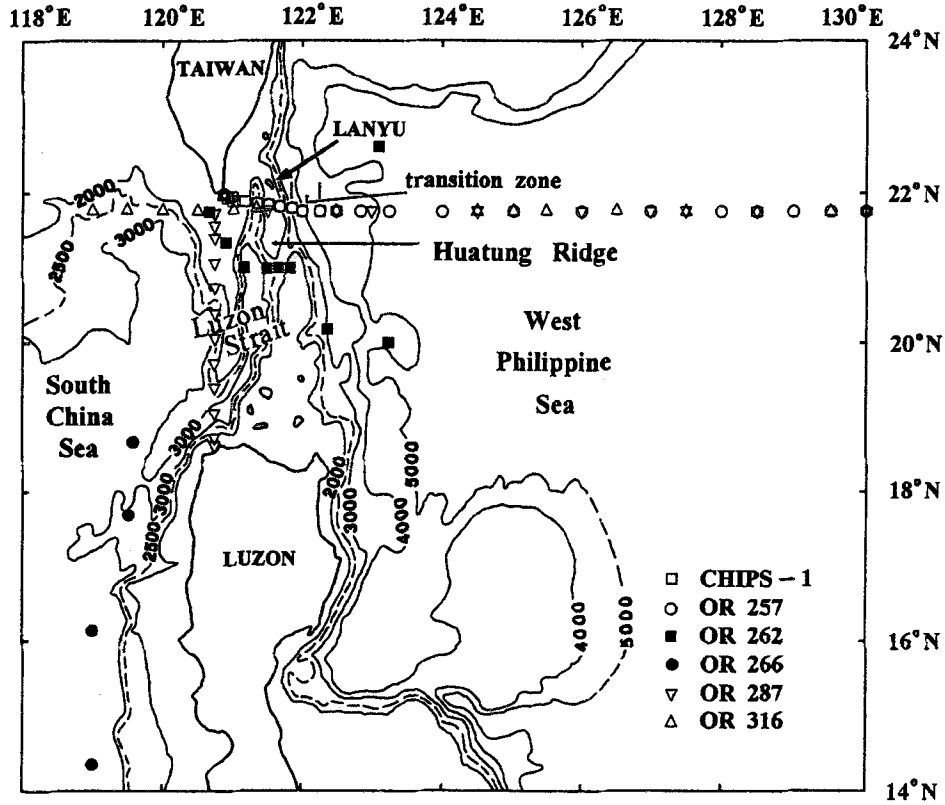 118°E 120°E 122°E 124°E 126°E 128°E 130°E
24°N
TAIWAN
LANYU
2000
transition zone
22°N
3000
2500
Huatung Ridge
Luzon
Strait
West
Philippine
Sea
20°N
South
China
Sea
3000
2000
5000
3000
18°N
3000
4000
2500
LUZON
4000
5000
16°N
□ CHIPS – 1
○ OR 257
■ OR 262
● OR 266
▽ OR 287
△ OR 316
14°N